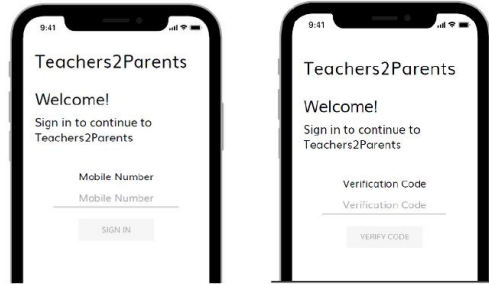 9:41
Teachers2Parents
Welcome!
Sign in to continue to
Teachers2Parents
Mobile Number
Mobile Number
SIGN IN
9:41
Teachers2Parents
Welcome!
Sign in to continue to
Teachers2Parents
Verification Code
Verification Code
VERIFY CODE